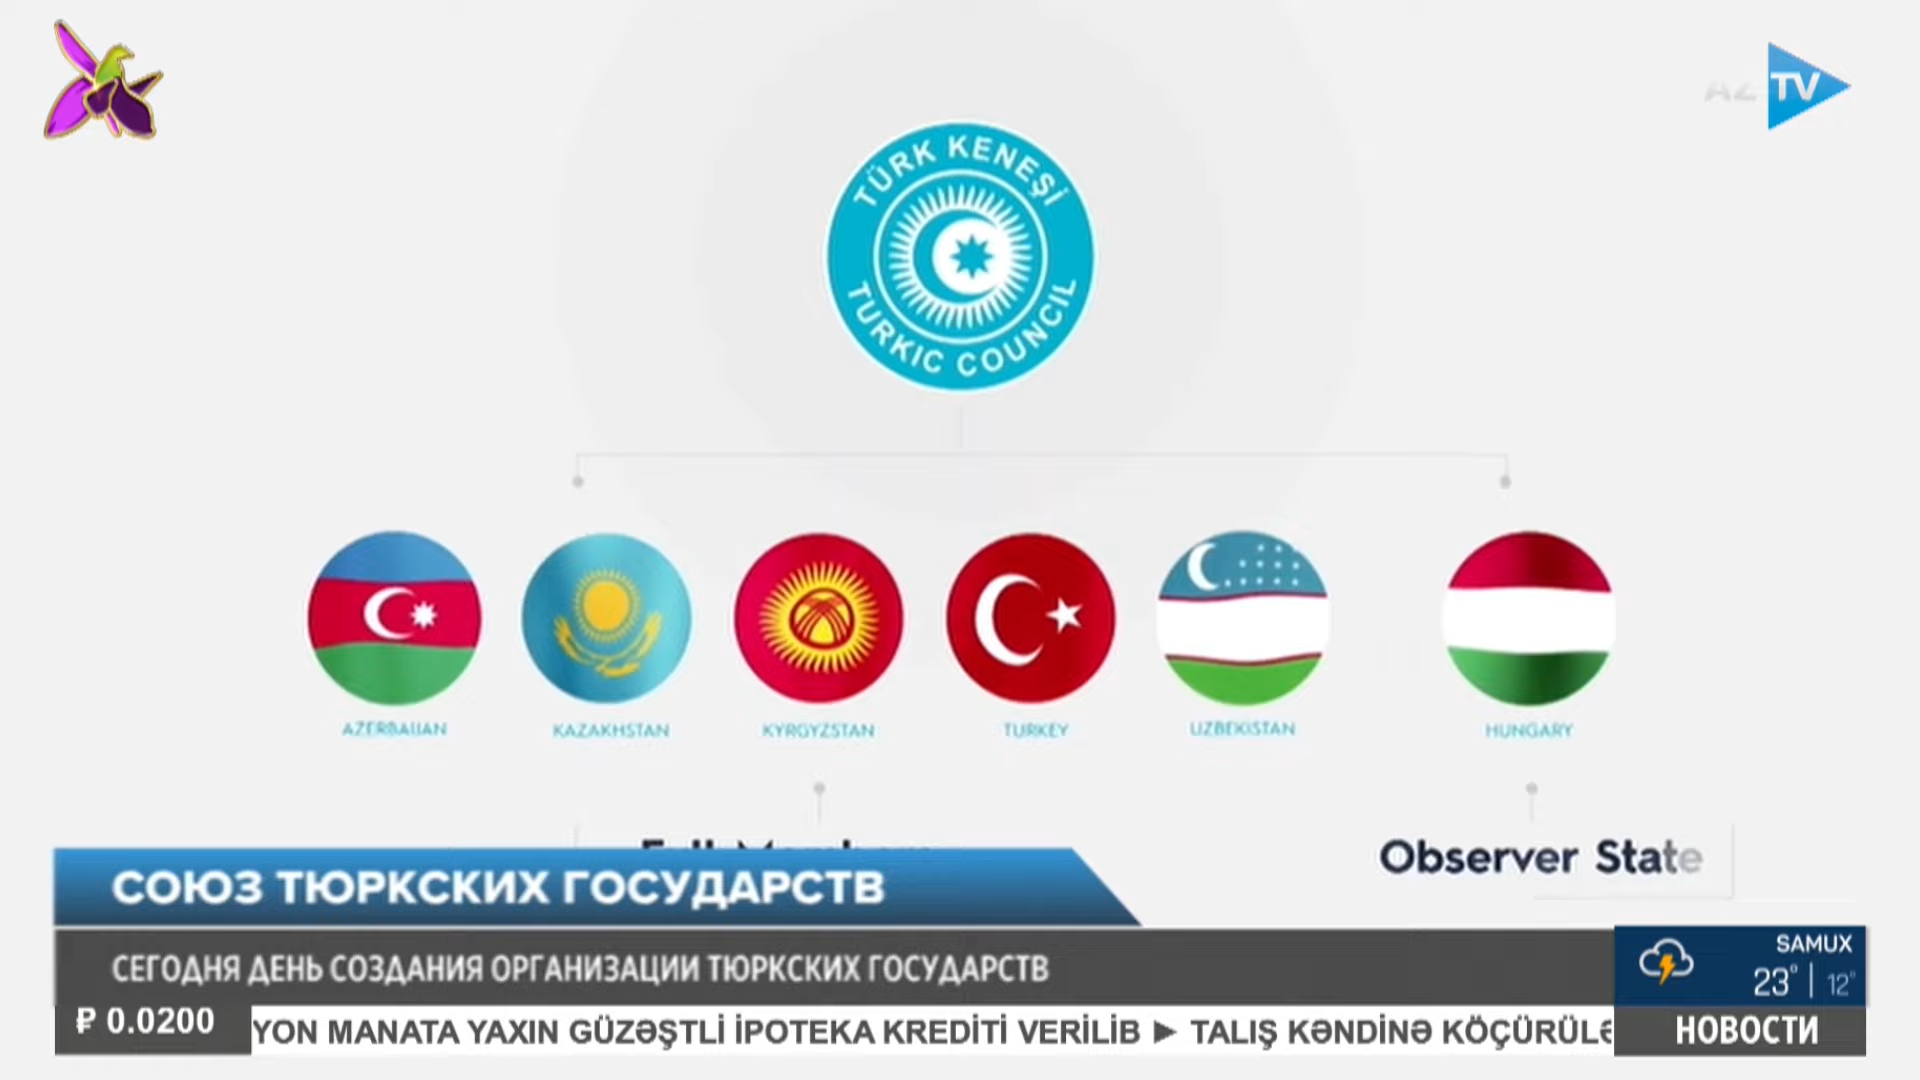 AZTV
TÜRK KENEŞİ
TURKIC COUNCIL
AZERBAIJAN
KAZAKHSTAN
KYRGYZSTAN
TURKEY
UZBEKISTAN
HUNGARY
Observer State
СОЮЗ ТЮРКСКИХ ГОСУДАРСТВ
СЕГОДНЯ ДЕНЬ СОЗДАНИЯ ОРГАНИЗАЦИИ ТЮРКСКИХ ГОСУДАРСТВ
SAMUX
23° | 12°
₽ 0.0200
YON MANATA YAXIN GÜZƏŞTLİ İPOTEKA KREDİTİ VERİLİB ► TALIŞ KƏNDİNƏ KÖÇÜRÜLƏ
НОВОСТИ